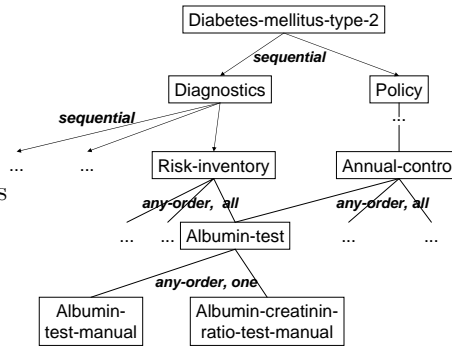 Diabetes-mellitus-type-2
sequential
Diagnostics
Policy
sequential
...
...
...
Risk-inventory
Annual-control
s
any-order, all
any-order, all
...
...
Albumin-test
...
...
any-order, one
Albumin-
test-manual
Albumin-creatinin-
ratio-test-manual